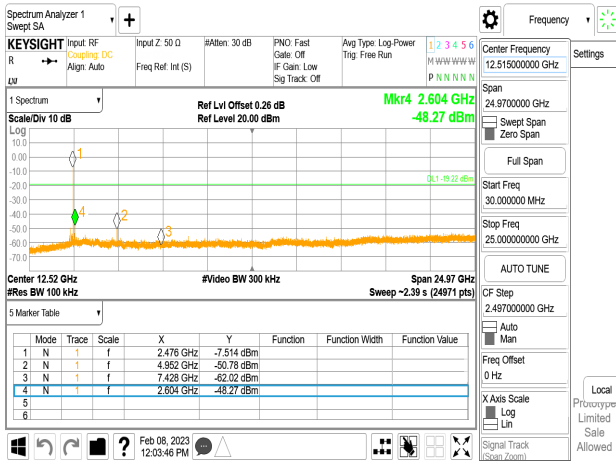 Spectrum Analyzer 1
Swept SA
Frequency
KEYSIGHT
R
Input: RF
Coupling: DC
Align: Auto
Input Z: 50 Ω
Freq Ref: Int (S)
#Atten: 30 dB
PNO: Fast
Gate: Off
IF Gain: Low
Sig Track: Off
Avg Type: Log-Power
Trig: Free Run
1 2 3 4 5 6
M W W W W W
P N N N N N
1 Spectrum
Scale/Div 10 dB
Ref Lvl Offset 0.26 dB
Ref Level 20.00 dBm
Mkr4 2.604 GHz
-48.27 dBm
Log
10.0
0.00
-10.0
-20.0
-30.0
-40.0
-50.0
-60.0
-70.0
1
4
2
3
DL1 -19.22 dBm
Center 12.52 GHz
#Res BW 100 kHz
#Video BW 300 kHz
Span 24.97 GHz
Sweep ~2.39 s (24971 pts)
5 Marker Table
Mode Trace Scale X Y Function Function Width Function Value
1 N 1 f 2.476 GHz -7.514 dBm
2 N 1 f 4.952 GHz -50.78 dBm
3 N 1 f 7.428 GHz -62.02 dBm
4 N 1 f 2.604 GHz -48.27 dBm
5
6
Feb 08, 2023
12:03:46 PM
?
Center Frequency
12.515000000 GHz
Settings
Span
24.9700000 GHz
Swept Span
Zero Span
Full Span
Start Freq
30.000000 MHz
Stop Freq
25.000000000 GHz
AUTO TUNE
CF Step
2.497000000 GHz
Auto
Man
Freq Offset
0 Hz
X Axis Scale
Log
Lin
Signal Track
(Span Zoom)
Local
Prototype
Limited
Sale
Allowed